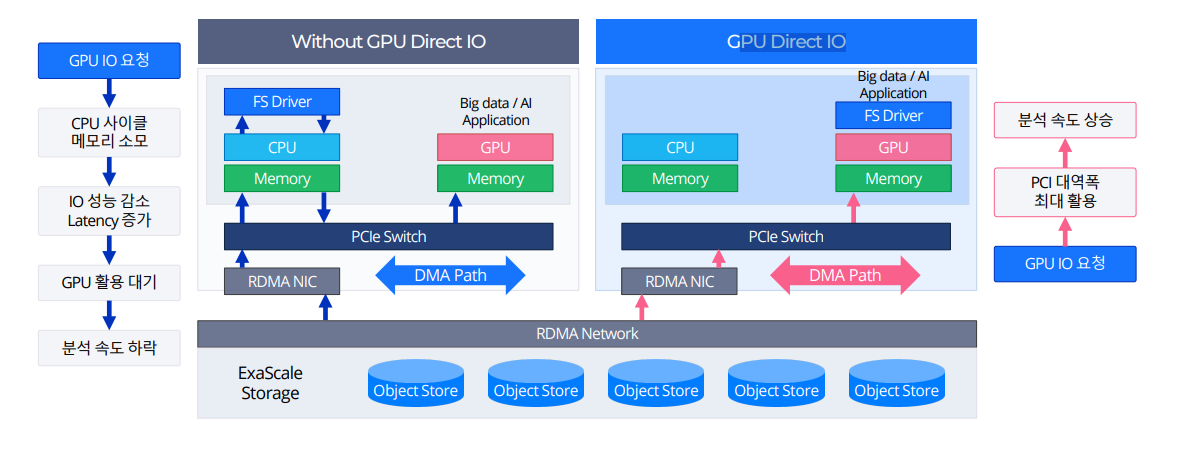 GPU IO 요청
CPU 사이클
메모리 소모
IO 성능 감소
Latency 증가
GPU 활용 대기
분석 속도 하락
Without GPU Direct IO
FS Driver
CPU
Memory
Big data / AI
Application
GPU
Memory
PCIe Switch
RDMA NIC
DMA Path
GPU Direct IO
CPU
Memory
Big data / AI
Application
FS Driver
GPU
Memory
PCIe Switch
RDMA NIC
DMA Path
분석 속도 상승
PCI 대역폭
최대 활용
GPU IO 요청
RDMA Network
ExaScale
Storage
Object Store
Object Store
Object Store
Object Store
Object Store